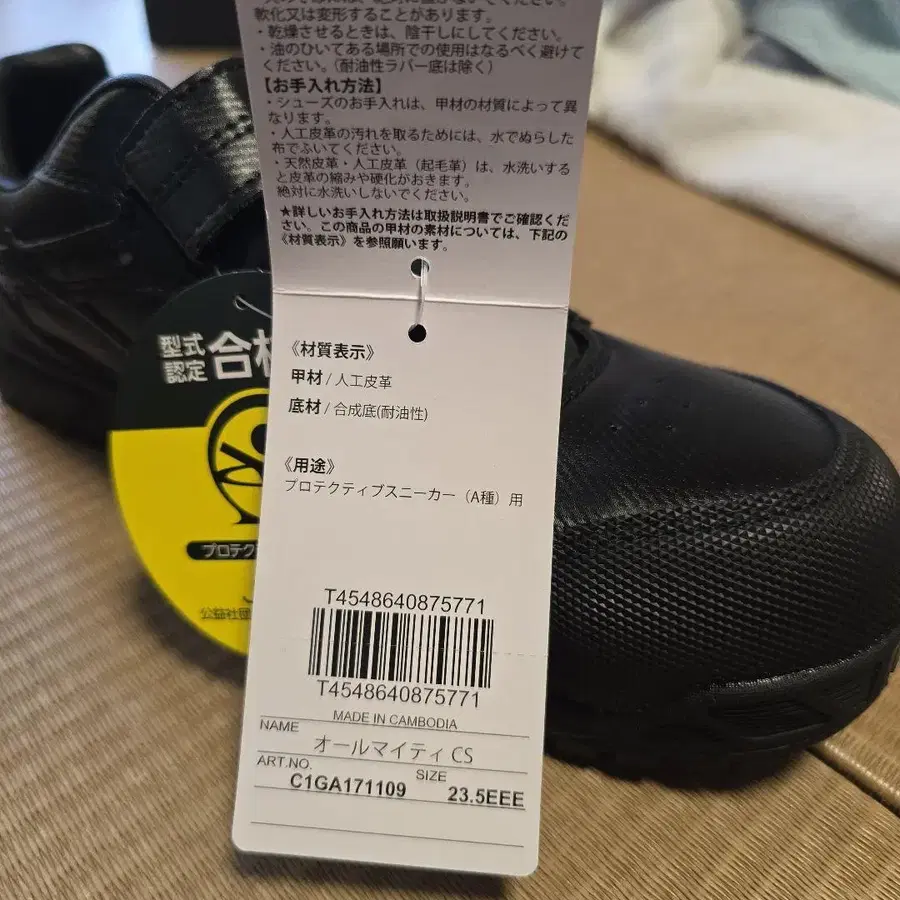 軟化又は変形することがあります。
・乾燥させるときは、陰干しにしてください。
・油のひいてある場所での使用はなるべく避けて
ください。（耐油性ラバー底は除く）
【お手入れ方法】
・シューズのお手入れは、甲材の材質によって異
なります。
・人工皮革の汚れを取るためには、水でぬらした
布でふいてください。
・天然皮革・人工皮革（起毛革）は、水洗いする
と皮革の縮みや硬化がおきます。
絶対に水洗いしないでください。
★詳しいお手入れ方法は取扱説明書でご確認くだ
さい。この商品の甲材の素材については、下記の
《材質表示》を参照願います。
型式
認定
合格
プロテク
公益社団
《材質表示》
甲材 / 人工皮革
底材 / 合成底(耐油性)
《用途》
プロテクティブスニーカー（A種）用
T4548640875771
T4548640875771
MADE IN CAMBODIA
NAME
オールマイティ CS
ART.NO.
C1GA171109
SIZE
23.5EEE